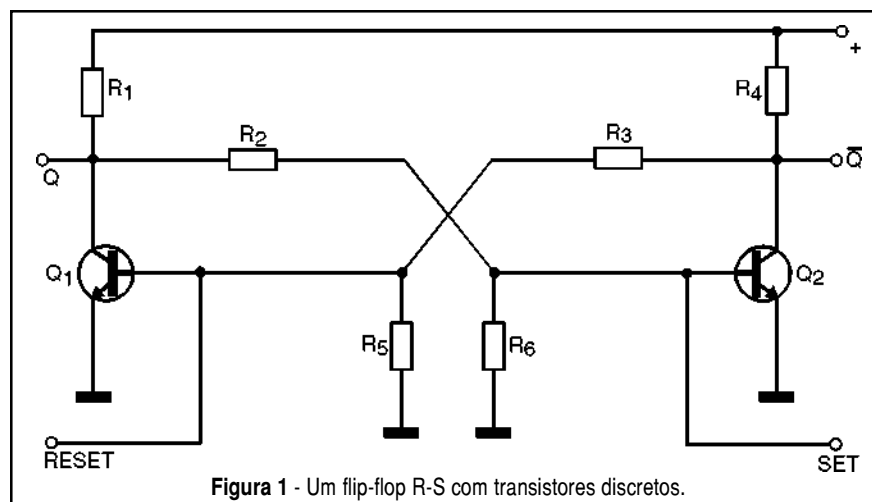 +
R1
R4
R2
R3
Q
Q̅
Q1
Q2
R5
R6
RESET
SET
Figura 1 - Um flip-flop R-S com transistores discretos.